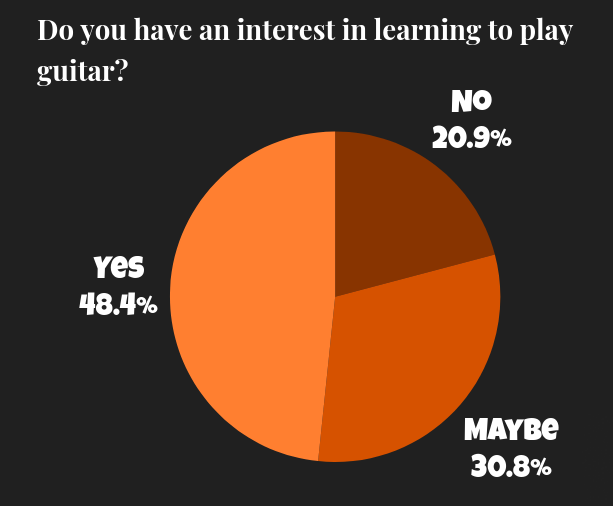 Do you have an interest in learning to play
guitar?
No
20.9%
Yes
48.4%
Maybe
30.8%